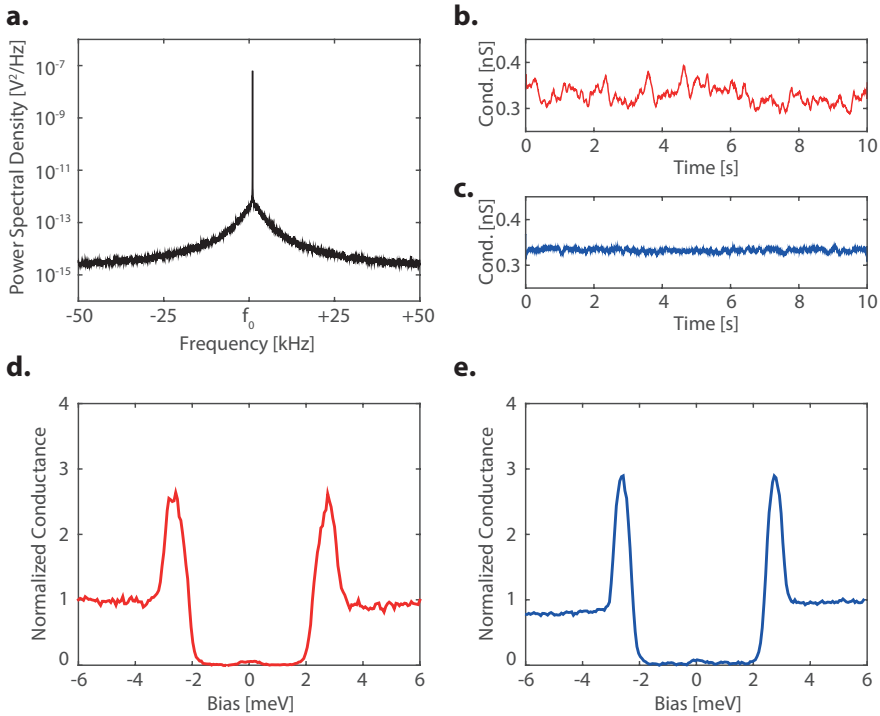 a.
Power Spectral Density [V²/Hz]
10⁻⁷
10⁻⁹
10⁻¹¹
10⁻¹³
10⁻¹⁵
-50 -25 f₀ +25 +50
Frequency [kHz]
b.
Cond. [nS]
0.4
0.3
0 2 4 6 8 10
Time [s]
c.
Cond. [nS]
0.4
0.3
0 2 4 6 8 10
Time [s]
d.
Normalized Conductance
4
3
2
1
0
-6 -4 -2 0 2 4 6
Bias [meV]
e.
Normalized Conductance
4
3
2
1
0
-6 -4 -2 0 2 4 6
Bias [meV]